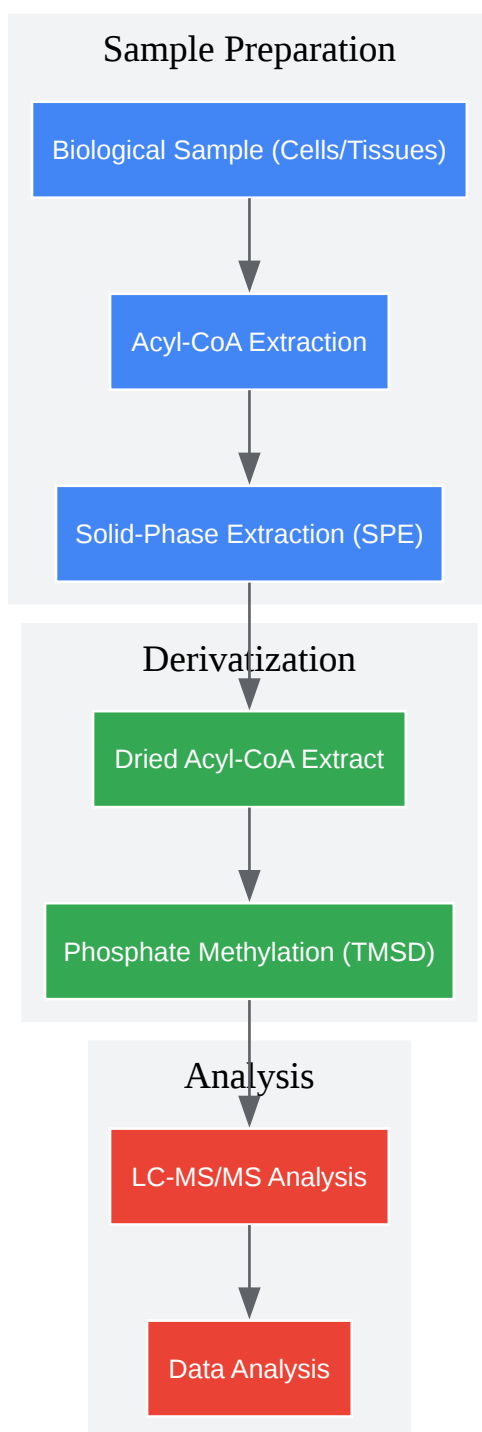 Sample Preparation
Biological Sample (Cells/Tissues)
Acyl-CoA Extraction
Solid-Phase Extraction (SPE)
Derivatization
Dried Acyl-CoA Extract
Phosphate Methylation (TMSD)
Analysis
LC-MS/MS Analysis
Data Analysis